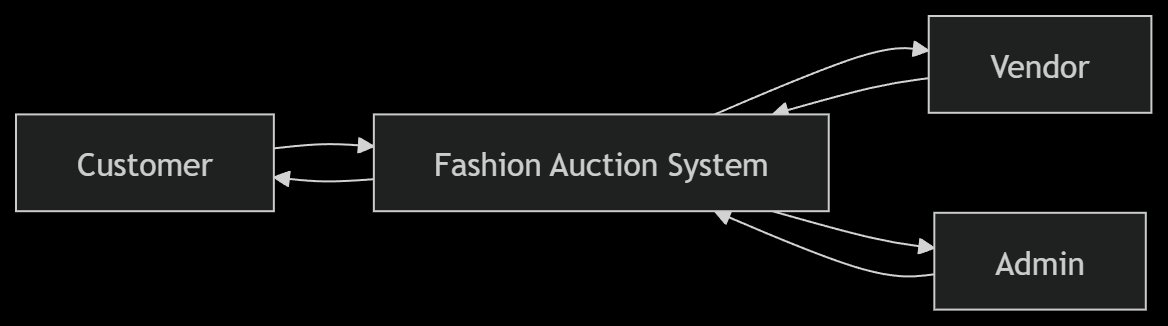 Vendor
Customer
Fashion Auction System
Admin